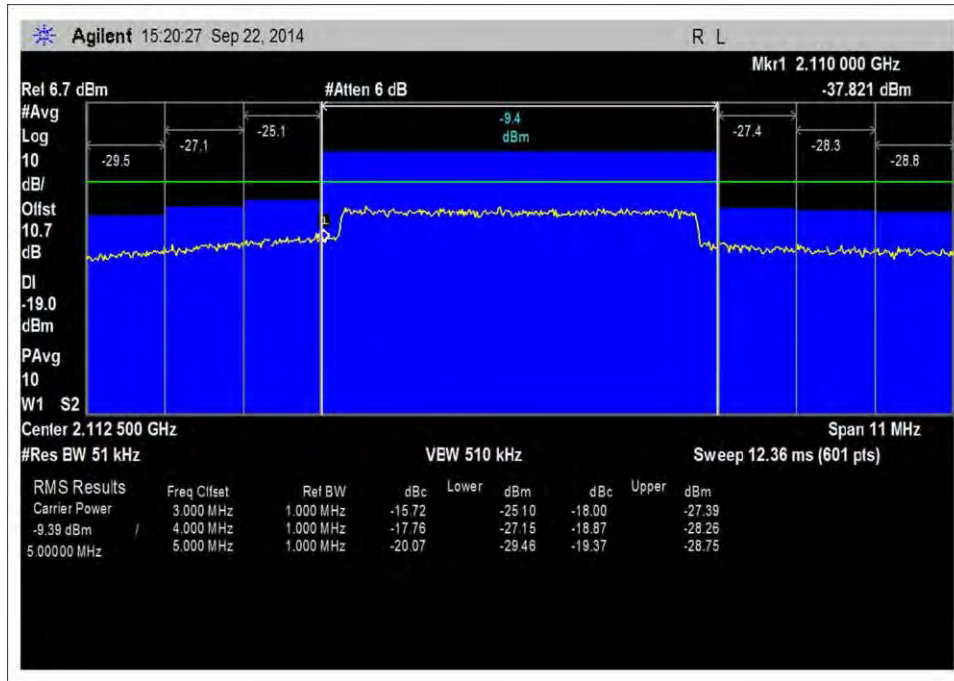 Agilent 15:20:27 Sep 22, 2014 R L
Mkr1 2.110 000 GHz
Rel 6.7 dBm #Atten 6 dB -37.821 dBm
#Avg
Log
10
dB/
Offst
10.7
dB
DI
-19.0
dBm
PAvg
10
W1 S2
-29.5 -27.1 -25.1 -9.4 dBm -27.4 -28.3 -28.8
1
Center 2.112 500 GHz Span 11 MHz
#Res BW 51 kHz VBW 510 kHz Sweep 12.36 ms (601 pts)
RMS Results Freq Offset Ref BW dBc Lower dBm dBc Upper dBm
Carrier Power 3.000 MHz 1.000 MHz -15.72 -25.10 -18.00 -27.39
-9.39 dBm / 4.000 MHz 1.000 MHz -17.76 -27.15 -18.87 -28.26
5.00000 MHz 5.000 MHz 1.000 MHz -20.07 -29.46 -19.37 -28.75